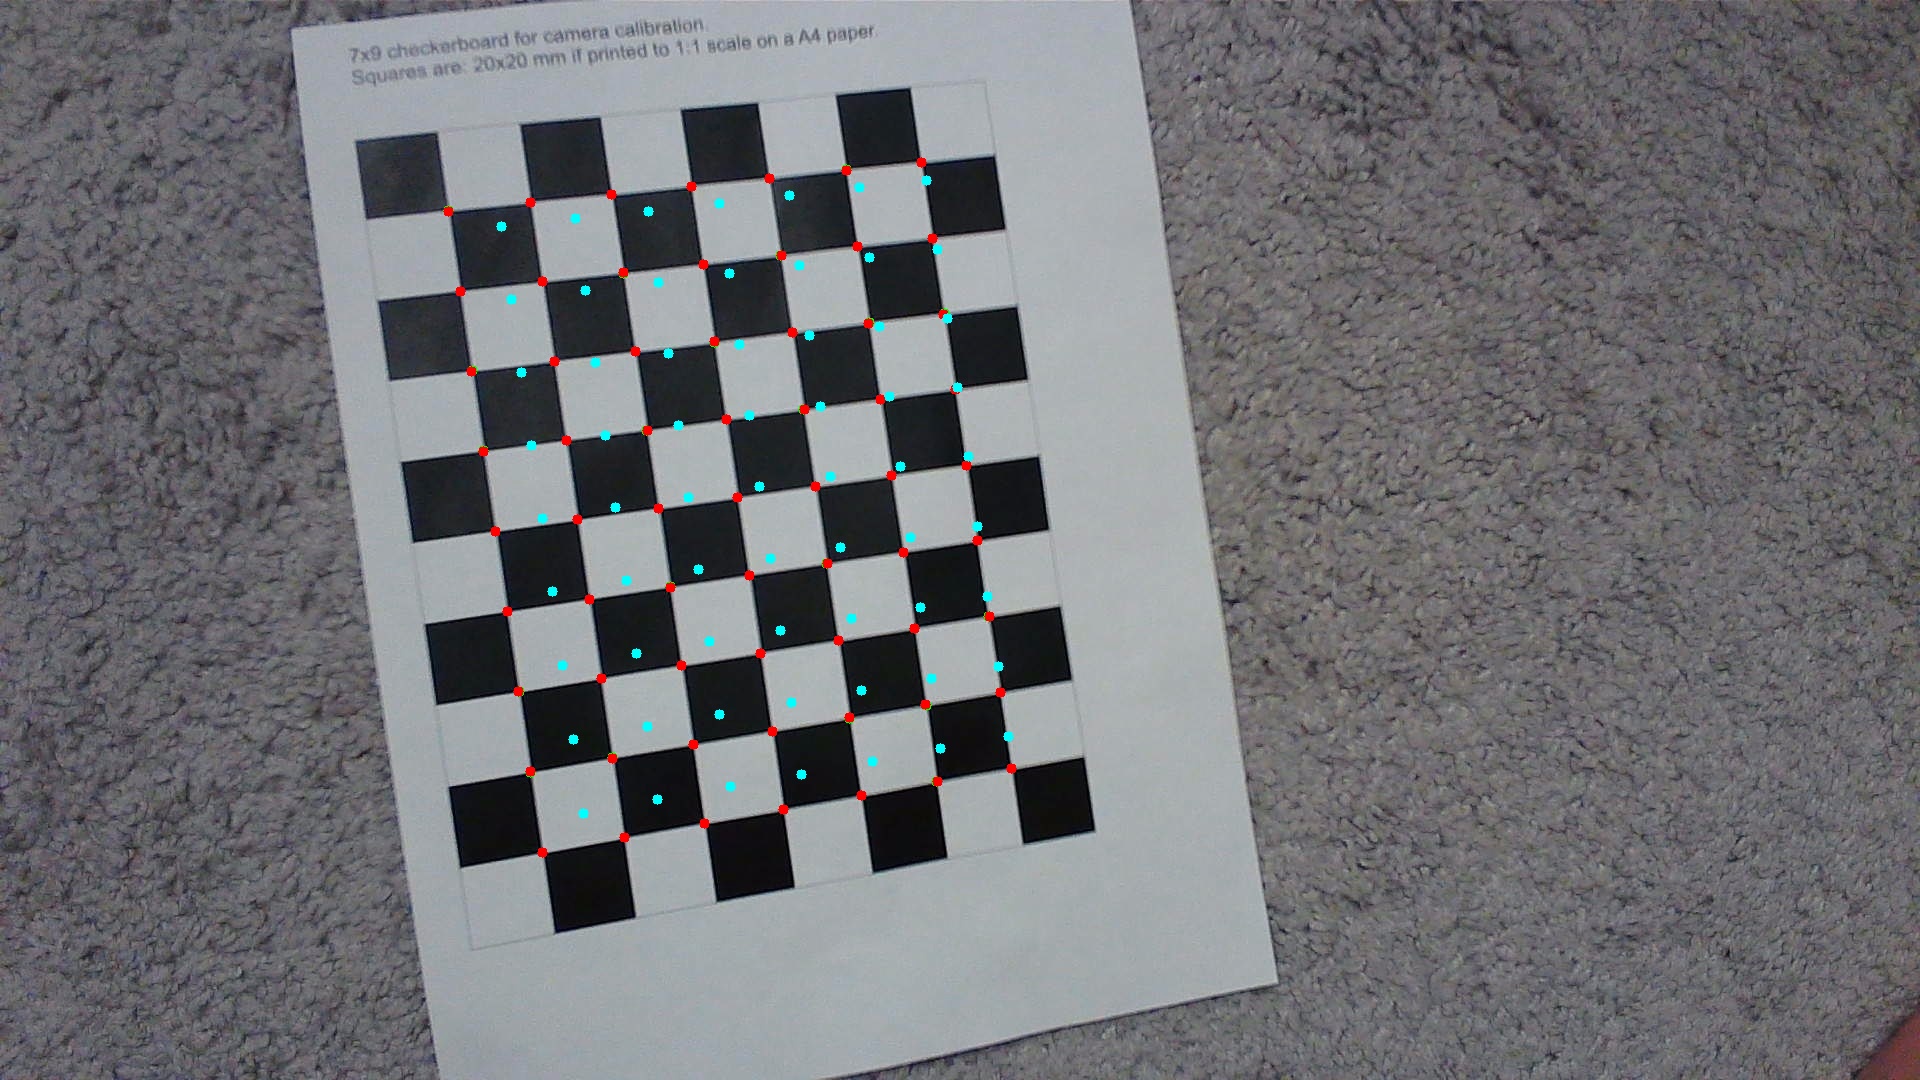 7x9 checkerboard for camera calibration.
Squares are: 20x20 mm if printed to 1:1 scale on a A4 paper.